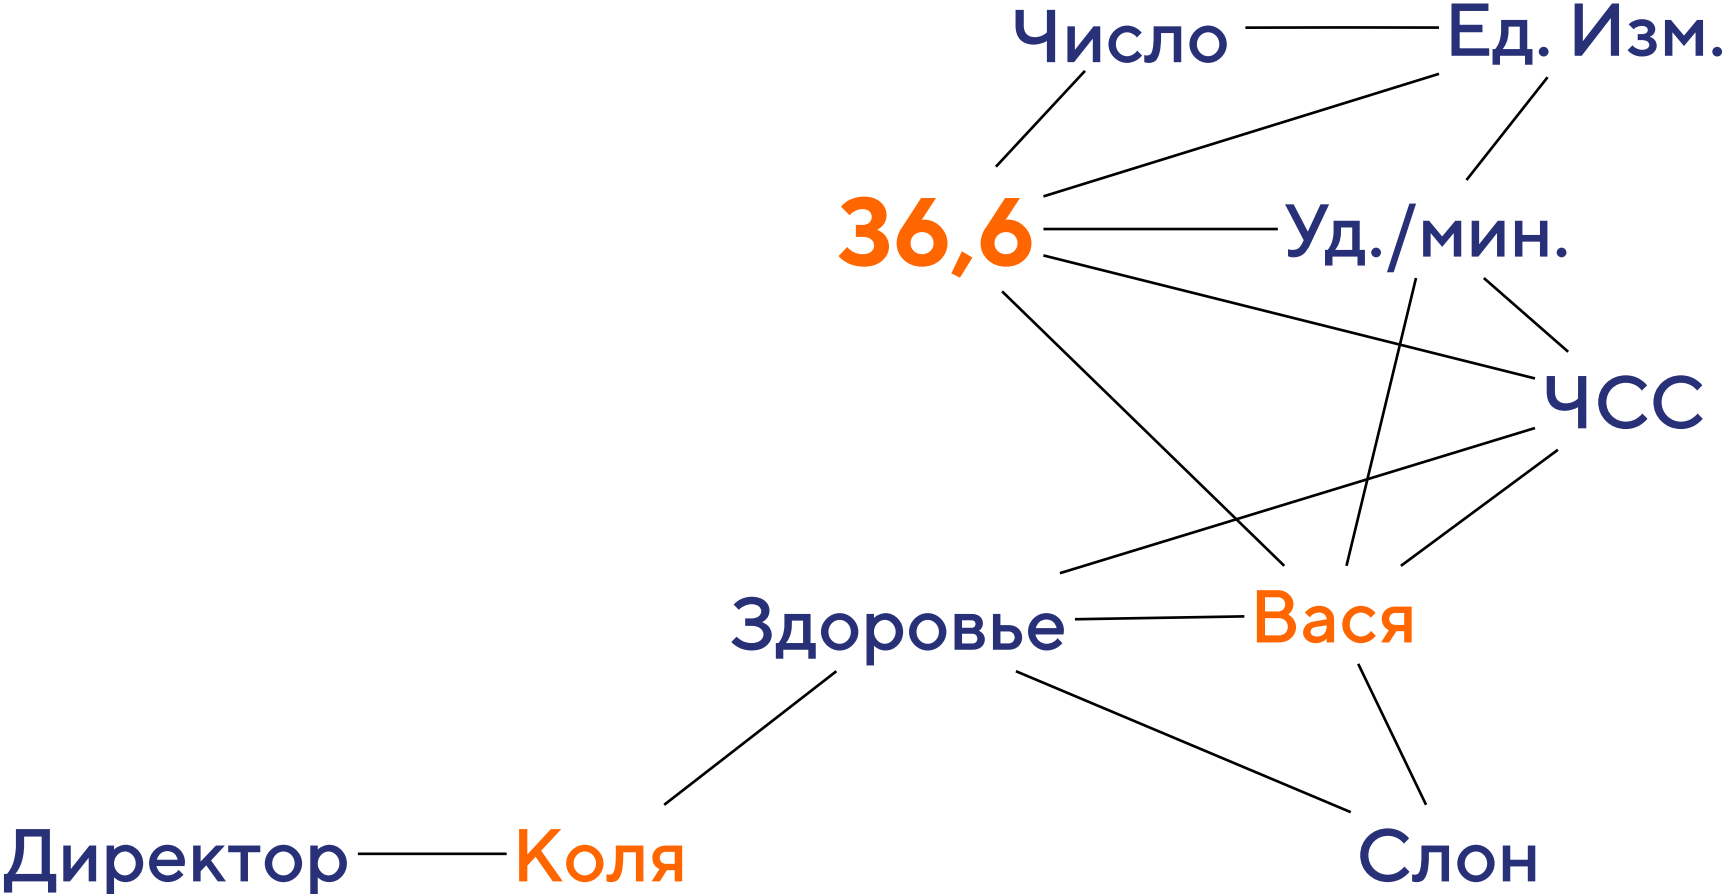 Число
Ед. Изм.
36,6
Уд./мин.
ЧСС
Здоровье
Вася
Директор
Коля
Слон